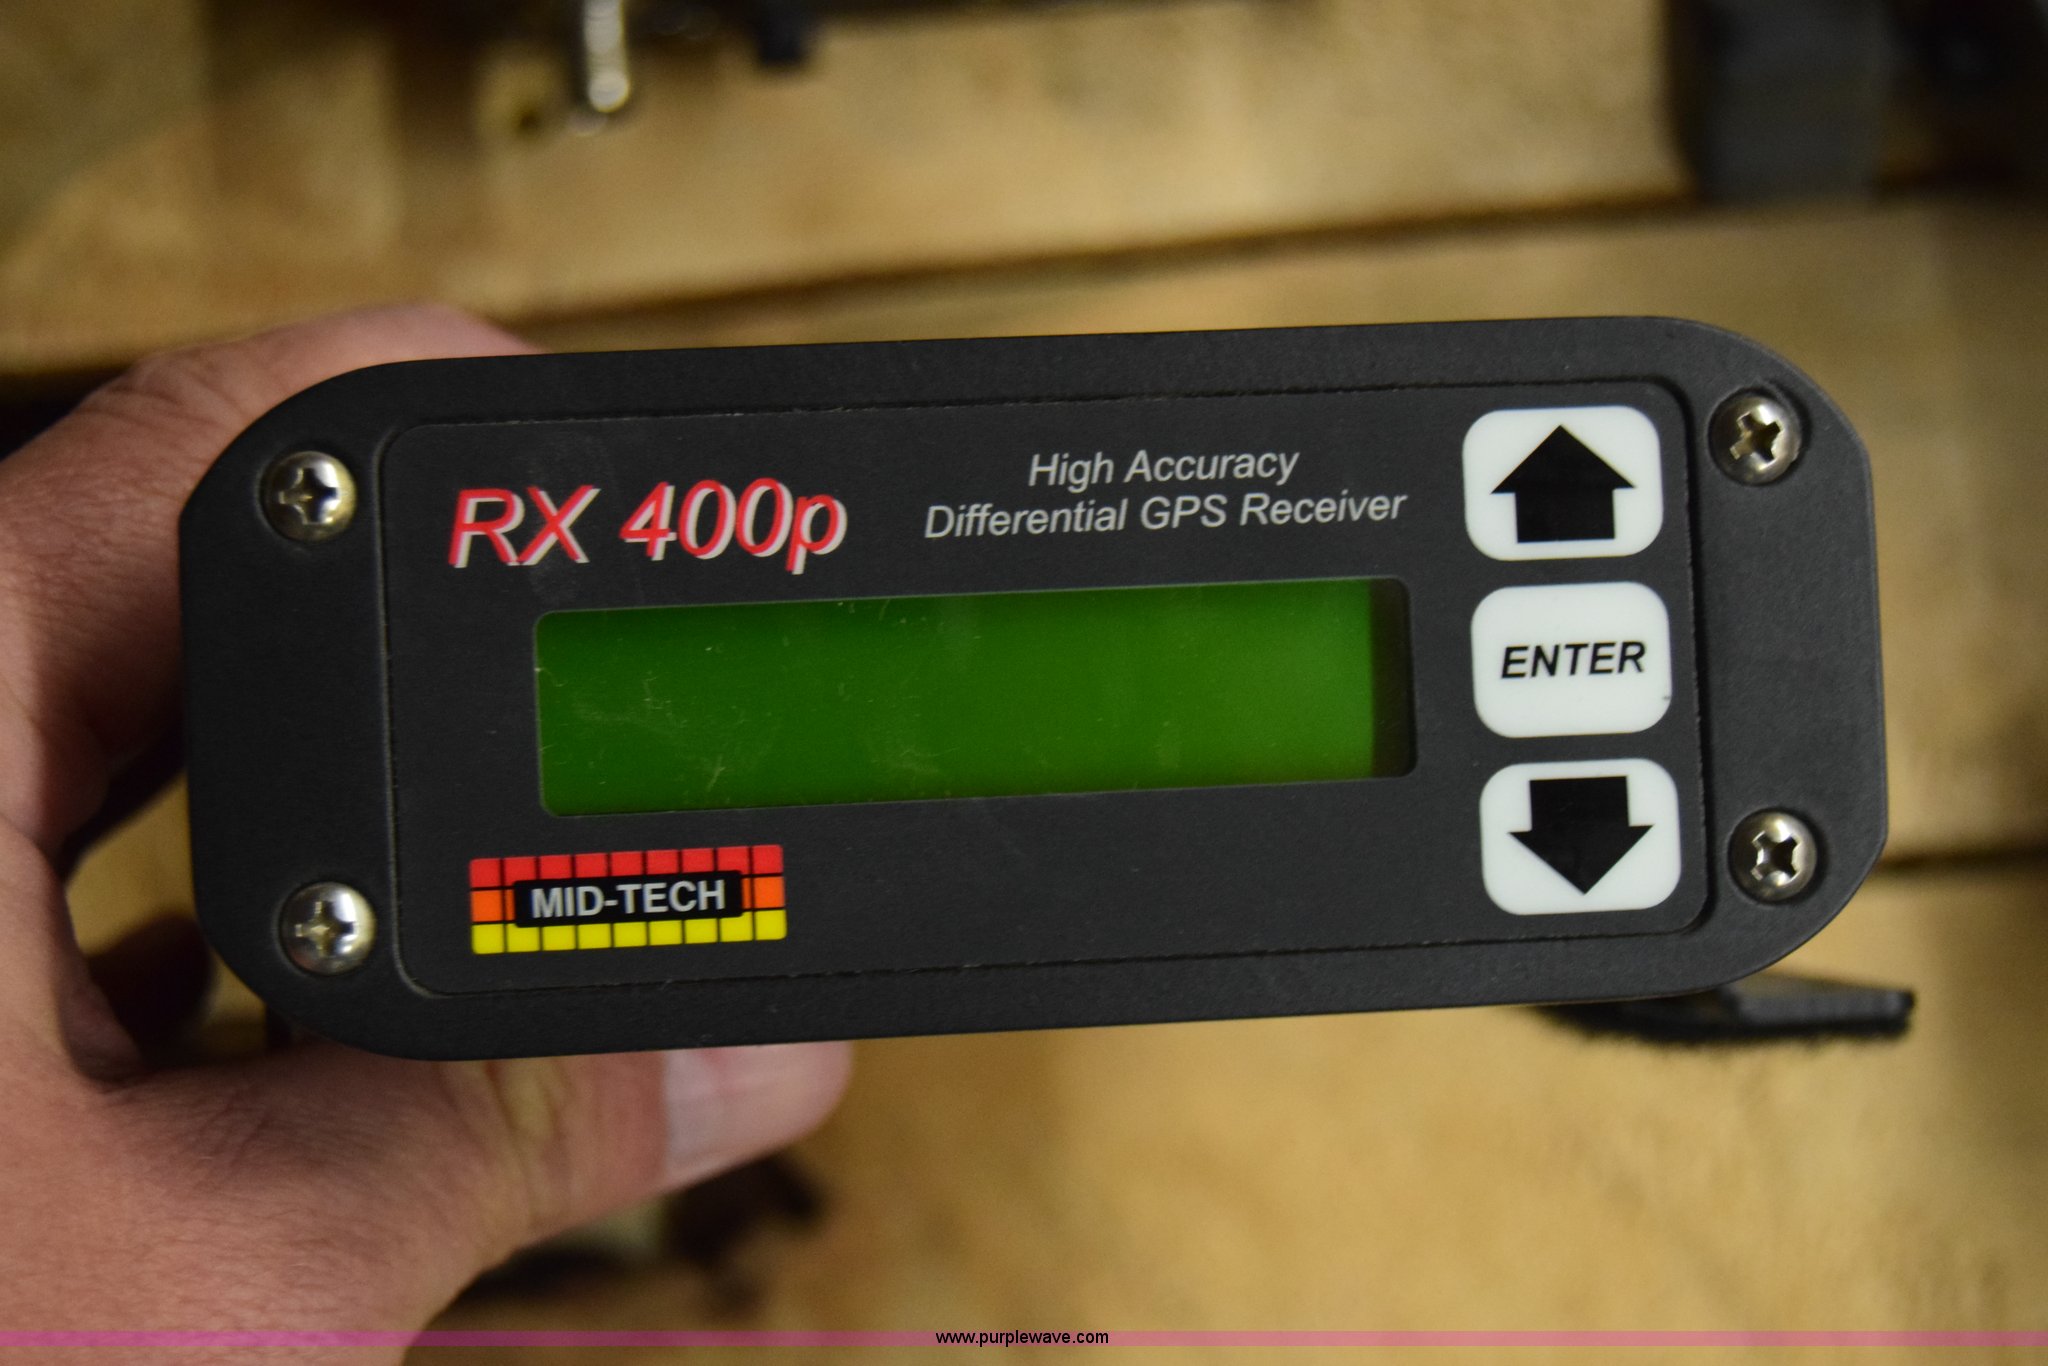 RX 400p
High Accuracy
Differential GPS Receiver
ENTER
MID-TECH
www.purplewave.com